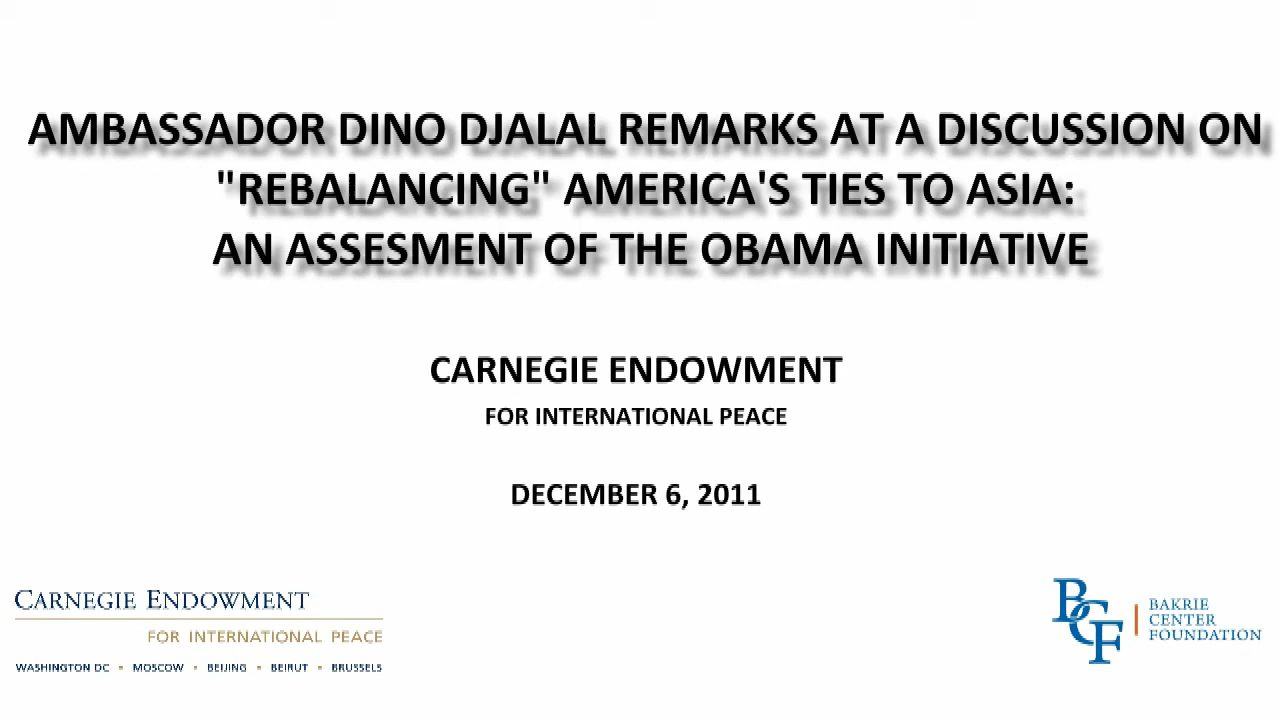 AMBASSADOR DINO DJALAL REMARKS AT A DISCUSSION ON
"REBALANCING" AMERICA'S TIES TO ASIA:
AN ASSESMENT OF THE OBAMA INITIATIVE
CARNEGIE ENDOWMENT
FOR INTERNATIONAL PEACE
DECEMBER 6, 2011
CARNEGIE ENDOWMENT
FOR INTERNATIONAL PEACE
WASHINGTON DC ▪ MOSCOW ▪ BEIJING ▪ BEIRUT ▪ BRUSSELS
BCF
BAKRIE
CENTER
FOUNDATION